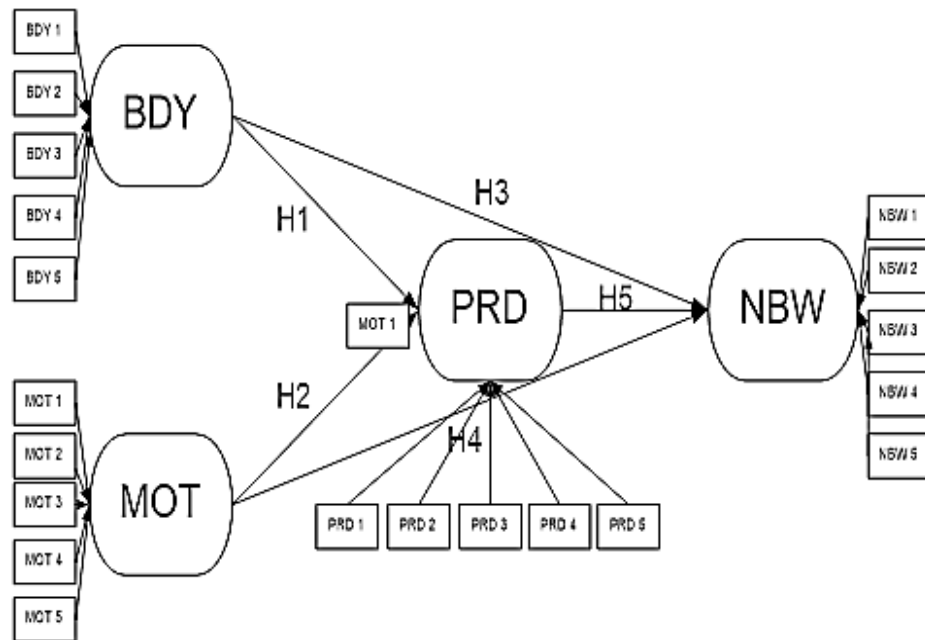 BDY 1
BDY 2
BDY 3
BDY 4
BDY 5
BDY
H1
H3
MOT 1
PRD
H5
NBW
NBW 1
NBW 2
NBW 3
NBW 4
NBW 5
H2
H4
MOT 1
MOT 2
MOT 3
MOT 4
MOT 5
MOT
PRD 1
PRD 2
PRD 3
PRD 4
PRD 5